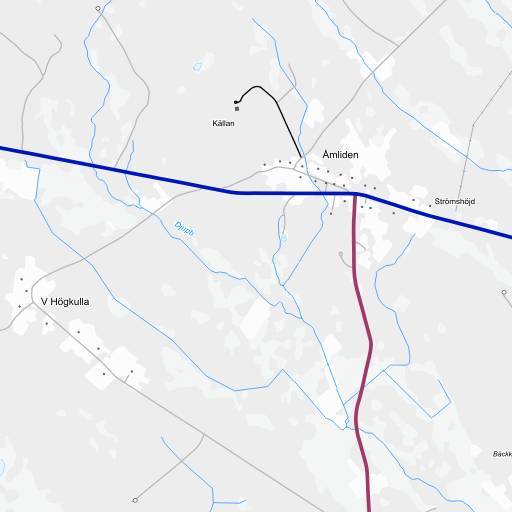 Källan
Åmliden
Strömshöjd
Djupb
V Högkulla
Bäckk